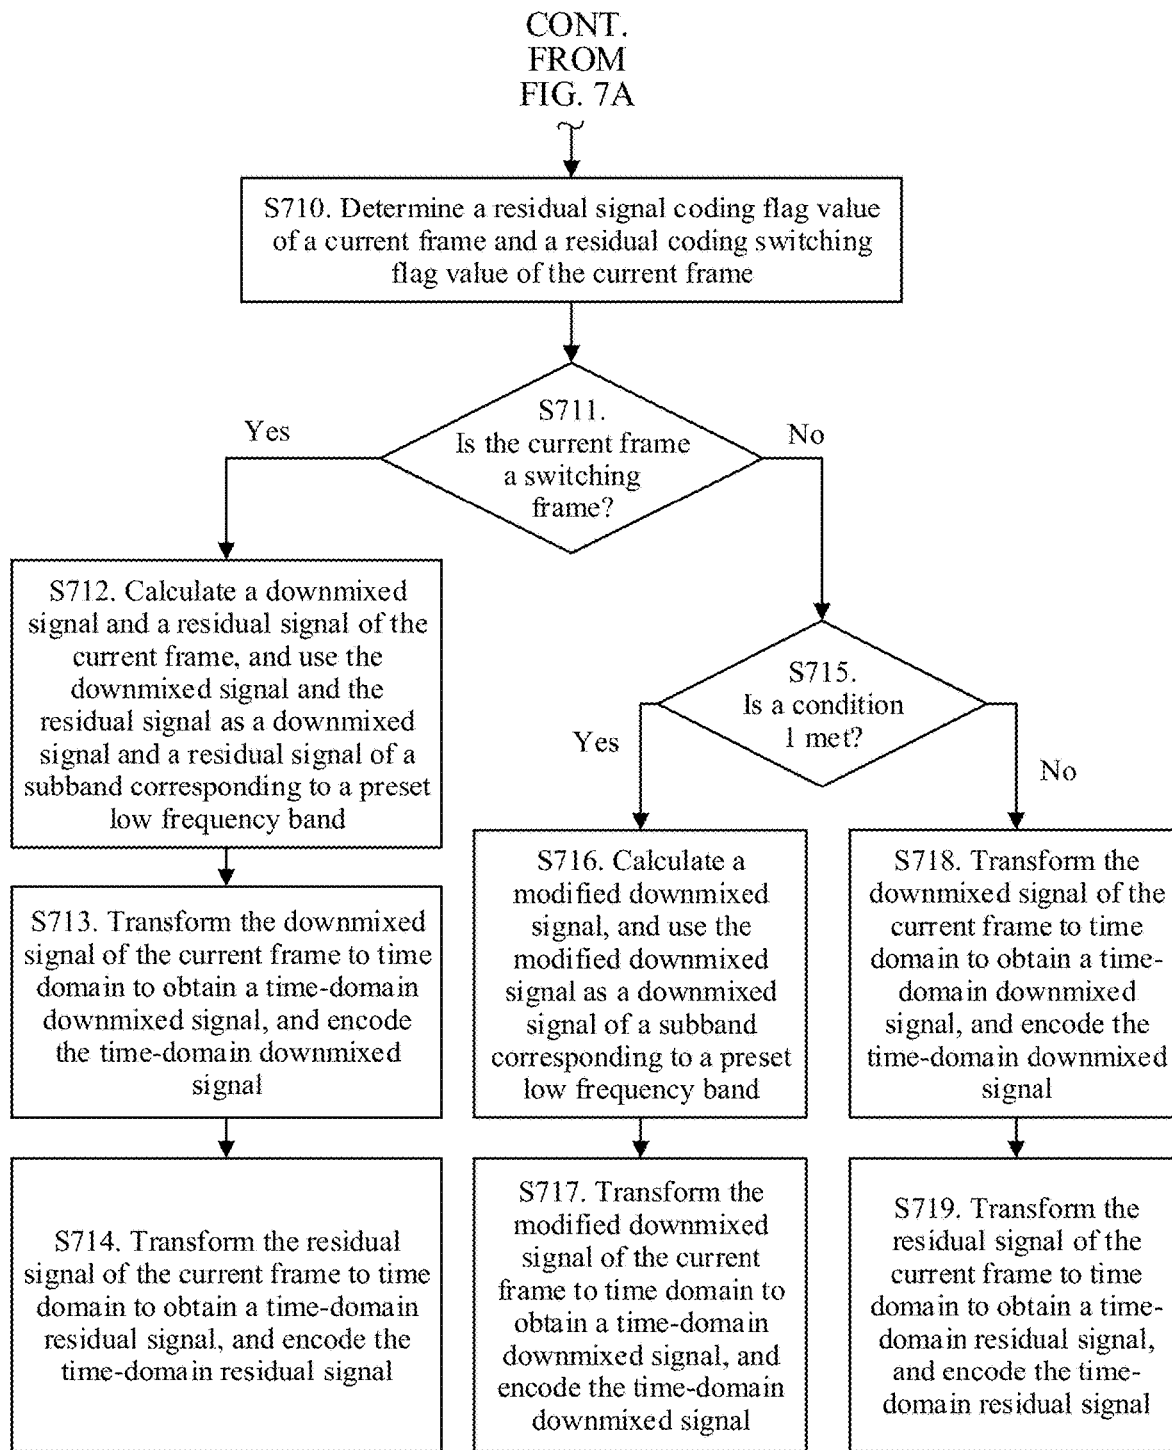 CONT.
FROM
FIG. 7A
S710. Determine a residual signal coding flag value
of a current frame and a residual coding switching
flag value of the current frame
S711.
Is the current frame
a switching
frame?
Yes
No
S712. Calculate a downmixed
signal and a residual signal of the
current frame, and use the
downmixed signal and the
residual signal as a downmixed
signal and a residual signal of a
subband corresponding to a preset
low frequency band
S713. Transform the downmixed
signal of the current frame to time
domain to obtain a time-domain
downmixed signal, and encode
the time-domain downmixed
signal
S714. Transform the residual
signal of the current frame to time
domain to obtain a time-domain
residual signal, and encode the
time-domain residual signal
S715.
Is a condition
1 met?
Yes
No
S716. Calculate a
modified downmixed
signal, and use the
modified downmixed
signal as a downmixed
signal of a subband
corresponding to a preset
low frequency band
S717. Transform the
modified downmixed
signal of the current
frame to time domain to
obtain a time-domain
downmixed signal, and
encode the time-domain
downmixed signal
S718. Transform the
downmixed signal of the
current frame to time
domain to obtain a time-
domain downmixed
signal, and encode the
time-domain downmixed
signal
S719. Transform the
residual signal of the
current frame to time
domain to obtain a time-
domain residual signal,
and encode the time-
domain residual signal